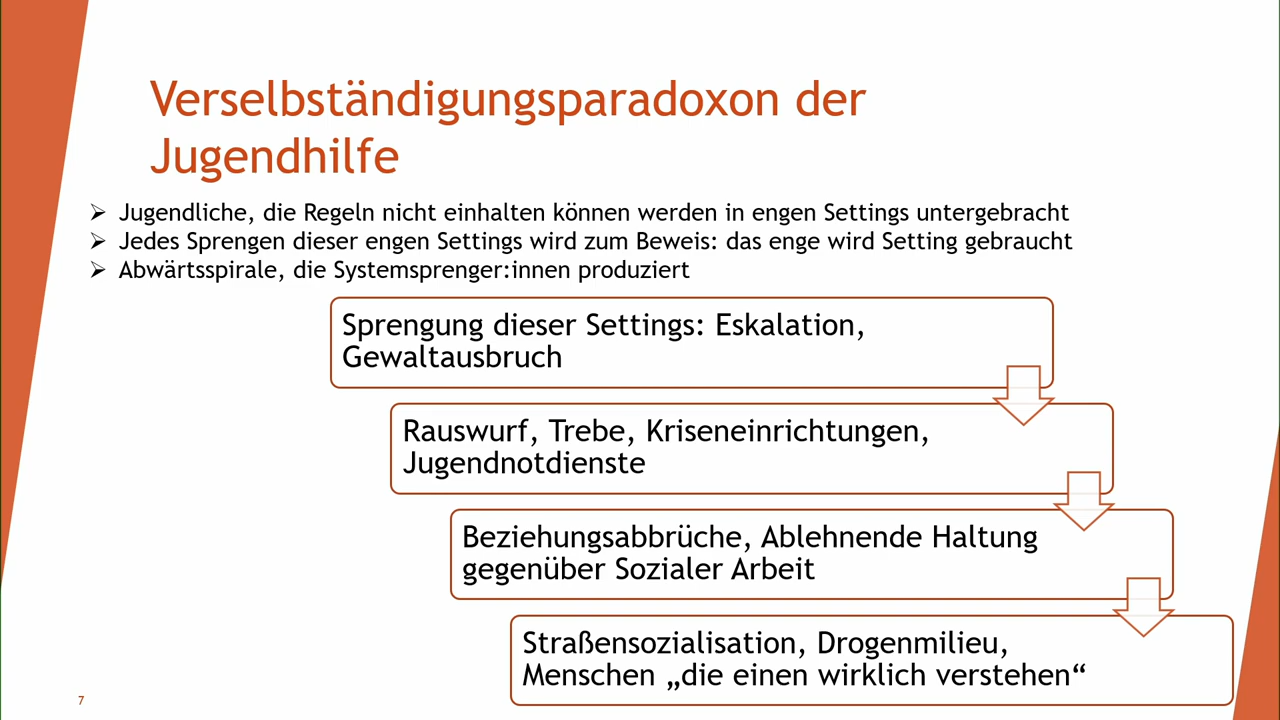 Verselbständigungsparadoxon der
Jugendhilfe
Jugendliche, die Regeln nicht einhalten können werden in engen Settings untergebracht
Jedes Sprengen dieser engen Settings wird zum Beweis: das enge wird Setting gebraucht
Abwärtsspirale, die Systemsprenger:innen produziert
Sprengung dieser Settings: Eskalation,
Gewaltausbruch
Rauswurf, Trebe, Kriseneinrichtungen,
Jugendnotdienste
Beziehungsabbrüche, Ablehnende Haltung
gegenüber Sozialer Arbeit
Straßensozialisation, Drogenmilieu,
Menschen „die einen wirklich verstehen“
7